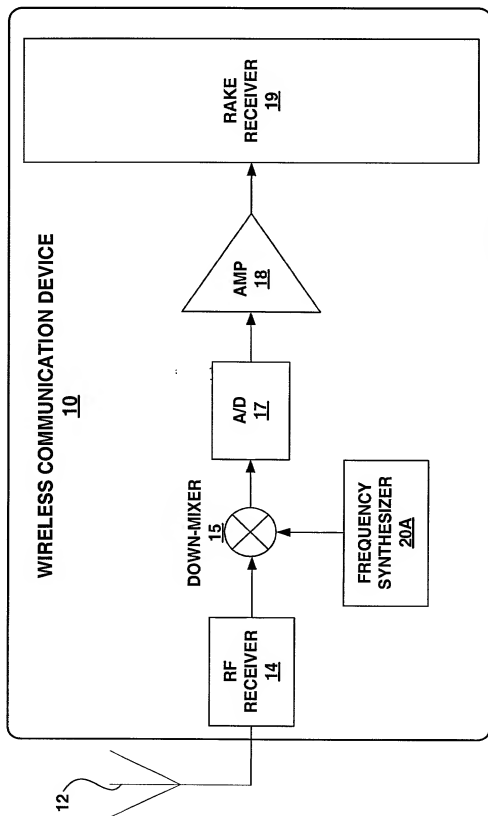 WIRELESS COMMUNICATION DEVICE
10
12
RF
RECEIVER
14
DOWN-MIXER
15
FREQUENCY
SYNTHESIZER
20A
A/D
17
AMP
18
RAKE
RECEIVER
19